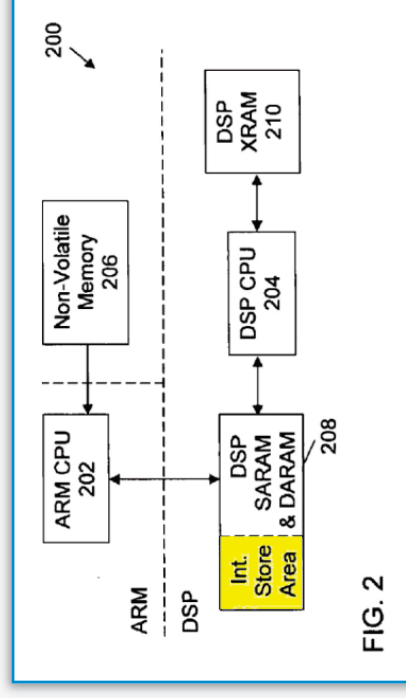 200
ARM CPU
202
Non-Volatile
Memory
206
ARM
DSP
Int.
Store
Area
DSP
SARAM
& DARAM
208
DSP CPU
204
DSP
XRAM
210
FIG. 2